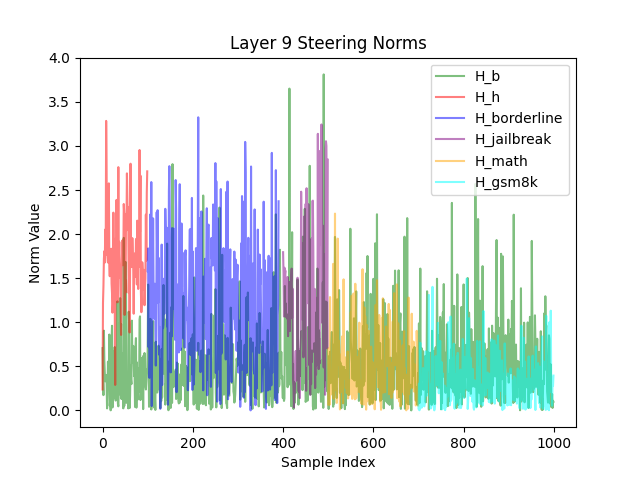 Layer 9 Steering Norms
4.0
3.5
3.0
2.5
2.0
1.5
1.0
0.5
0.0
Norm Value
H_b
H_h
H_borderline
H_jailbreak
H_math
H_gsm8k
0 200 400 600 800 1000
Sample Index